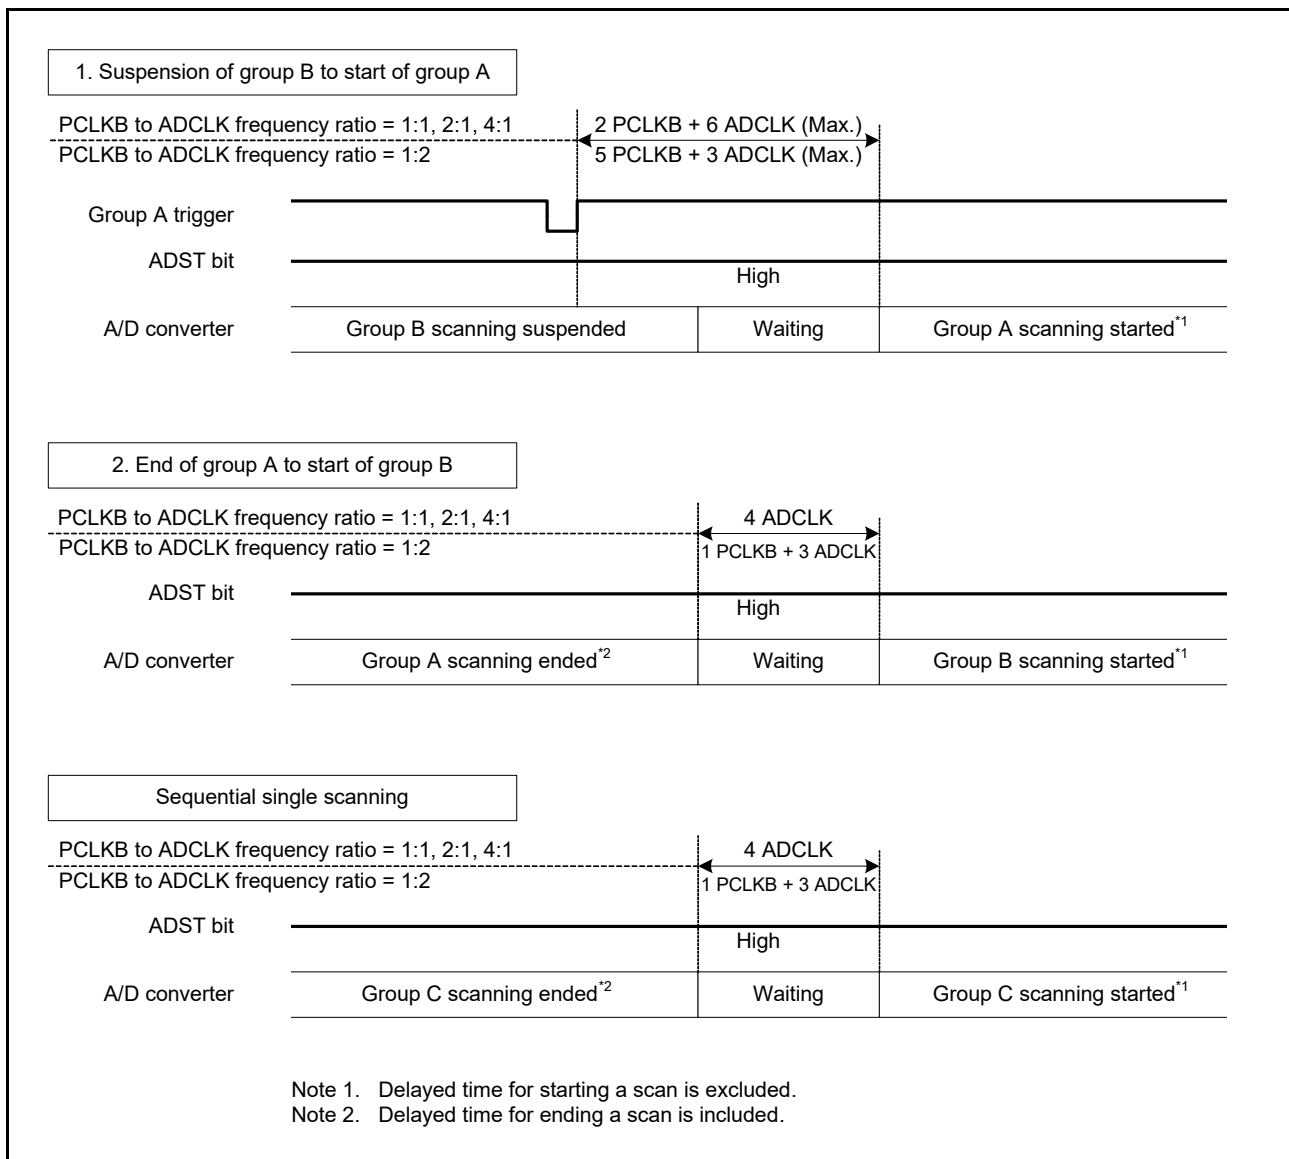 1. Suspension of group B to start of group A
PCLKB to ADCLK frequency ratio = 1:1, 2:1, 4:1
2 PCLKB + 6 ADCLK (Max.)
PCLKB to ADCLK frequency ratio = 1:2
5 PCLKB + 3 ADCLK (Max.)
Group A trigger
ADST bit
High
A/D converter
Group B scanning suspended
Waiting
Group A scanning started*1
2. End of group A to start of group B
PCLKB to ADCLK frequency ratio = 1:1, 2:1, 4:1
4 ADCLK
PCLKB to ADCLK frequency ratio = 1:2
1 PCLKB + 3 ADCLK
ADST bit
High
A/D converter
Group A scanning ended*2
Waiting
Group B scanning started*1
Sequential single scanning
PCLKB to ADCLK frequency ratio = 1:1, 2:1, 4:1
4 ADCLK
PCLKB to ADCLK frequency ratio = 1:2
1 PCLKB + 3 ADCLK
ADST bit
High
A/D converter
Group C scanning ended*2
Waiting
Group C scanning started*1
Note 1. Delayed time for starting a scan is excluded.
Note 2. Delayed time for ending a scan is included.